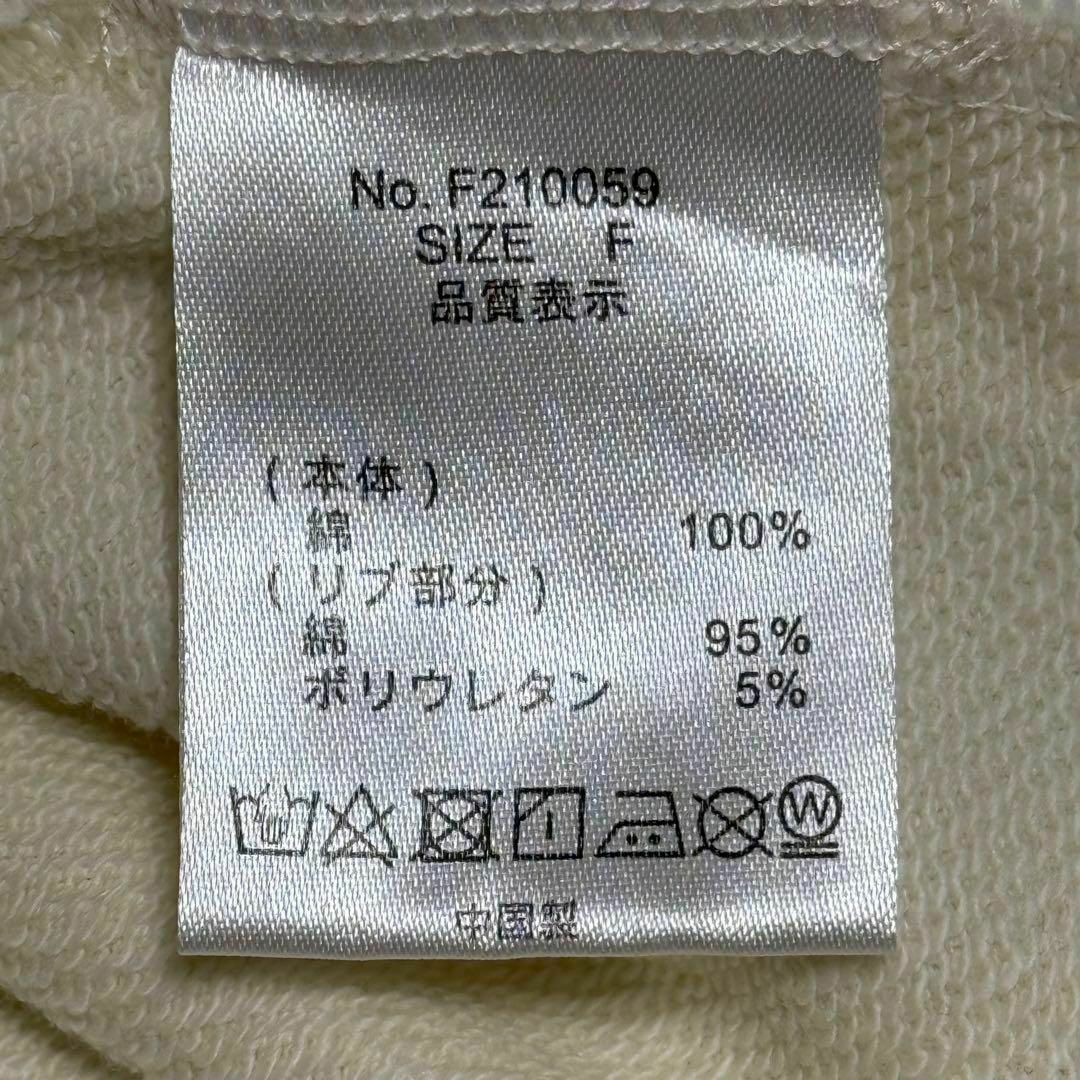 No. F210059
SIZE F
品質表示
(本体)
綿 100%
(リブ部分)
綿 95%
ポリウレタン 5%
W
中国製